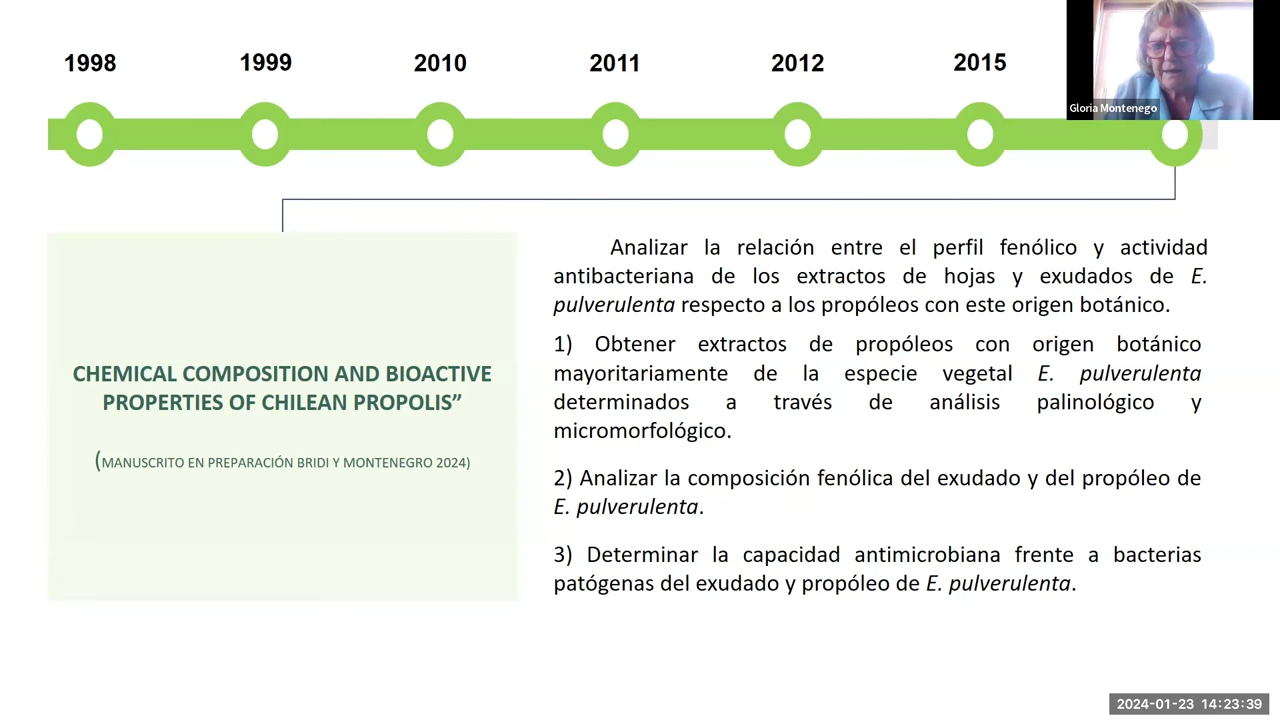 1998 1999 2010 2011 2012 2015
Gloria Montenego
CHEMICAL COMPOSITION AND BIOACTIVE
PROPERTIES OF CHILEAN PROPOLIS”
(MANUSCRITO EN PREPARACIÓN BRIDI Y MONTENEGRO 2024)
Analizar la relación entre el perfil fenólico y actividad
antibacteriana de los extractos de hojas y exudados de E.
pulverulenta respecto a los propóleos con este origen botánico.
1) Obtener extractos de propóleos con origen botánico
mayoritariamente de la especie vegetal E. pulverulenta
determinados a través de análisis palinológico y
micromorfológico.
2) Analizar la composición fenólica del exudado y del propóleo de
E. pulverulenta.
3) Determinar la capacidad antimicrobiana frente a bacterias
patógenas del exudado y propóleo de E. pulverulenta.
2024-01-23 14:23:39